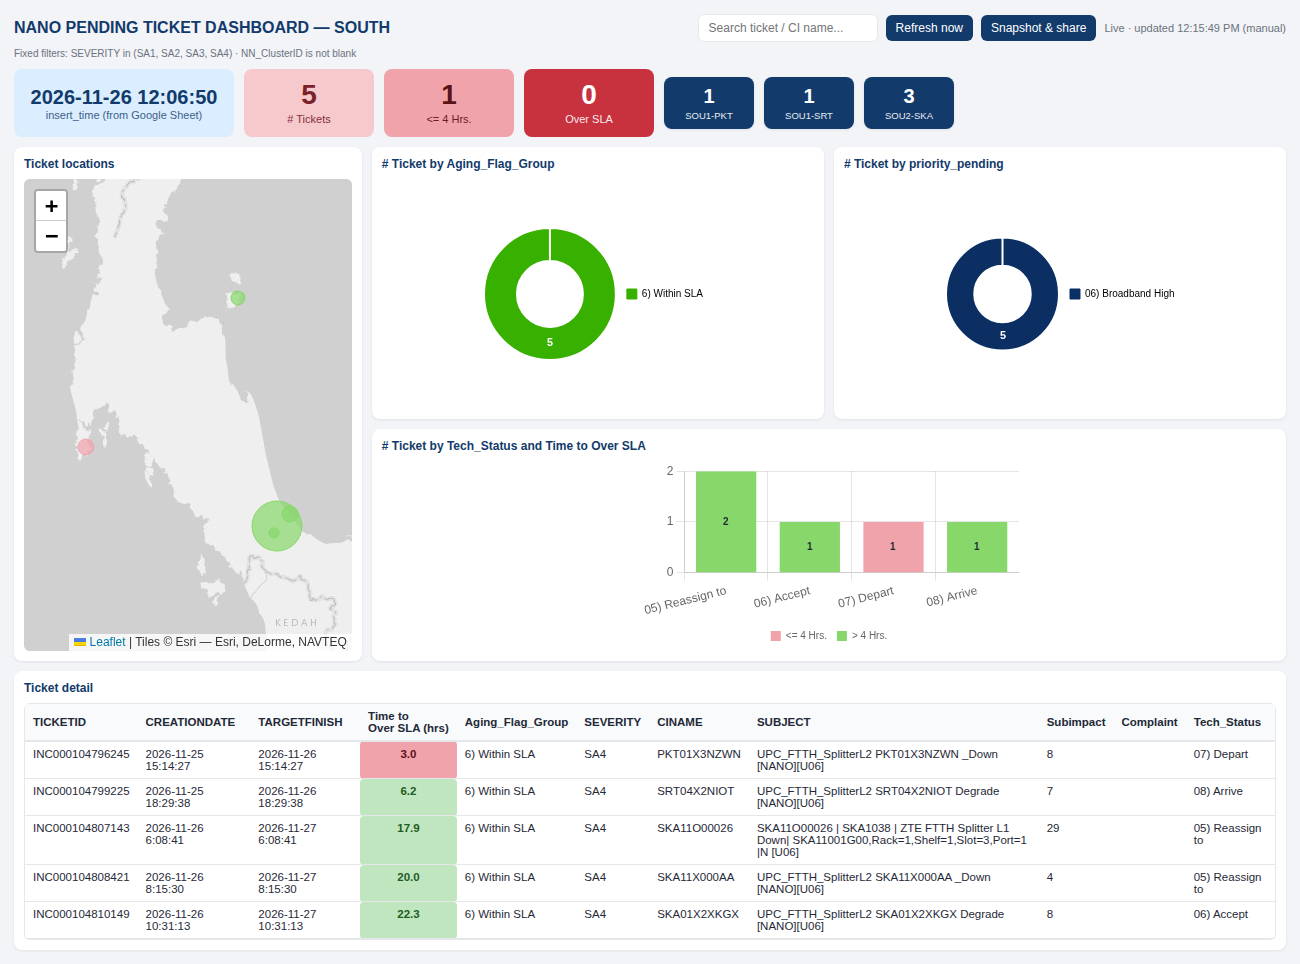 NANO PENDING TICKET DASHBOARD — SOUTH
Search ticket / CI name...
Refresh now
Snapshot & share
Live · updated 12:15:49 PM (manual)
Fixed filters: SEVERITY in (SA1, SA2, SA3, SA4) · NN_ClusterID is not blank
2026-11-26 12:06:50
insert_time (from Google Sheet)
5
# Tickets
1
<= 4 Hrs.
0
Over SLA
1
SOU1-PKT
1
SOU1-SRT
3
SOU2-SKA
Ticket locations
+
−
KEDAH
Leaflet | Tiles © Esri — Esri, DeLorme, NAVTEQ
# Ticket by Aging_Flag_Group
5
6) Within SLA
# Ticket by priority_pending
5
06) Broadband High
# Ticket by Tech_Status and Time to Over SLA
2
1
0
2
1
1
1
05) Reassign to
06) Accept
07) Depart
08) Arrive
<= 4 Hrs.
> 4 Hrs.
Ticket detail
TICKETID CREATIONDATE TARGETFINISH Time to Over SLA (hrs) Aging_Flag_Group SEVERITY CINAME SUBJECT Subimpact Complaint Tech_Status
INC000104796245 2026-11-25 15:14:27 2026-11-26 15:14:27 3.0 6) Within SLA SA4 PKT01X3NZWN UPC_FTTH_SplitterL2 PKT01X3NZWN _Down [NANO][U06] 8 07) Depart
INC000104799225 2026-11-25 18:29:38 2026-11-26 18:29:38 6.2 6) Within SLA SA4 SRT04X2NIOT UPC_FTTH_SplitterL2 SRT04X2NIOT Degrade [NANO][U06] 7 08) Arrive
INC000104807143 2026-11-26 6:08:41 2026-11-27 6:08:41 17.9 6) Within SLA SA4 SKA11O00026 SKA11O00026 | SKA1038 | ZTE FTTH Splitter L1 Down| SKA11001G00,Rack=1,Shelf=1,Slot=3,Port=1 |N [U06] 29 05) Reassign to
INC000104808421 2026-11-26 8:15:30 2026-11-27 8:15:30 20.0 6) Within SLA SA4 SKA11X000AA UPC_FTTH_SplitterL2 SKA11X000AA _Down [NANO][U06] 4 05) Reassign to
INC000104810149 2026-11-26 10:31:13 2026-11-27 10:31:13 22.3 6) Within SLA SA4 SKA01X2XKGX UPC_FTTH_SplitterL2 SKA01X2XKGX Degrade [NANO][U06] 8 06) Accept